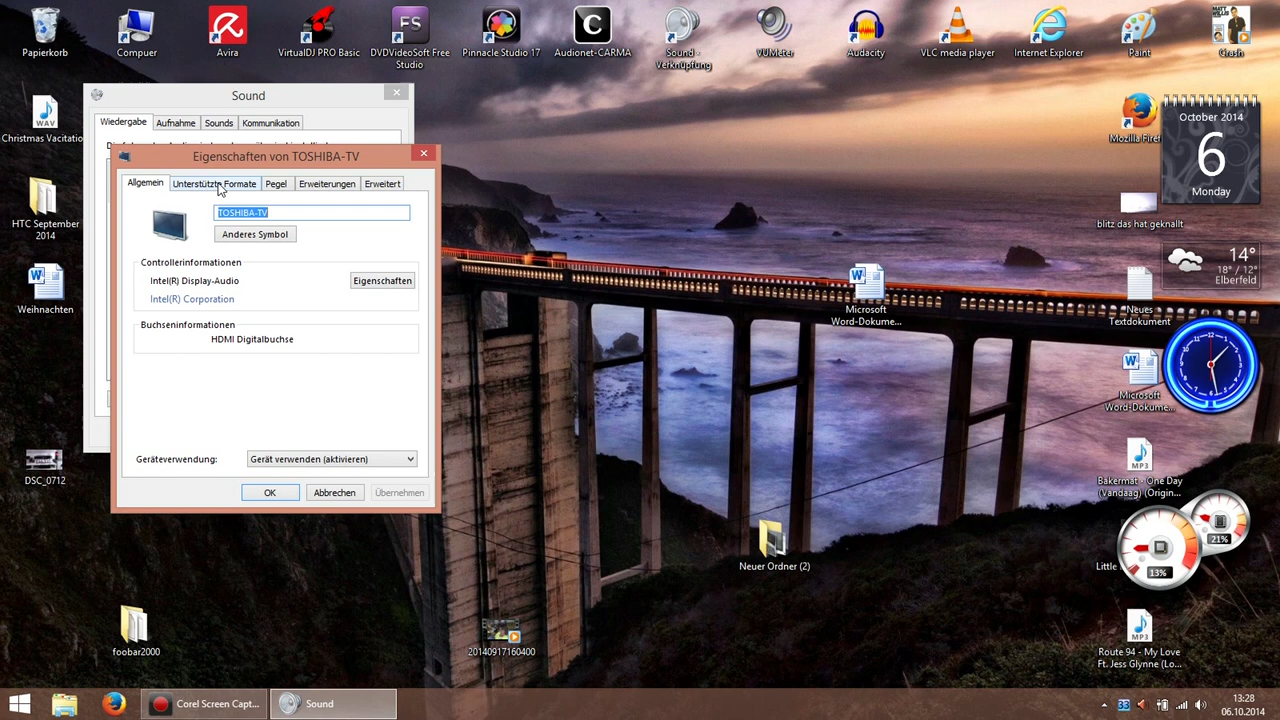 Papierkorb
Compuer
Avira
VirtualDJ PRO Basic
DVDVideoSoft Free
Studio
Pinnacle Studio 17
Audionet-CARMA
Sound -
Verknüpfung
VUMeter
Audacity
VLC media player
Internet Explorer
Paint
Crash
Christmas Vacitatio
HTC September
2014
Weihnachten
DSC_0712
foobar2000
Sound
Wiedergabe
Aufnahme
Sounds
Kommunikation
Eigenschaften von TOSHIBA-TV
Allgemein
Unterstützte Formate
Pegel
Erweiterungen
Erweitert
TOSHIBA-TV
Anderes Symbol
Controllerinformationen
Intel(R) Display-Audio
Eigenschaften
Intel(R) Corporation
Buchseninformationen
HDMI Digitalbuchse
Geräteverwendung:
Gerät verwenden (aktivieren)
OK
Abbrechen
Übernehmen
Microsoft
Word-Dokume...
Neuer Ordner (2)
20140917160400
Mozilla Firef
October 2014
6
Monday
blitz das hat geknallt
14°
18° / 12°
Elberfeld
Neues
Textdokument
Microsoft
Word-Dokume...
Bakermat - One Day
(Vandaag) (Origin...
Little
21%
13%
Route 94 - My Love
Ft. Jess Glynne (Lo...
Corel Screen Capt...
Sound
33
13:28
06.10.2014